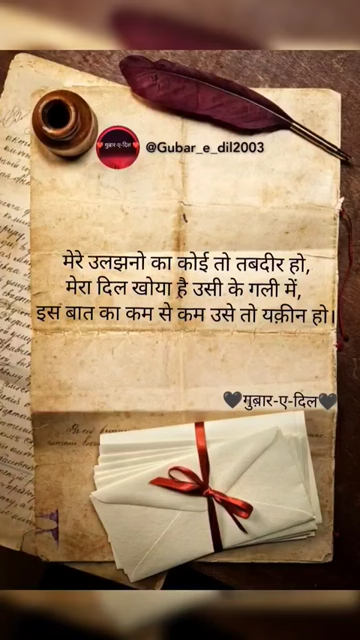 गुबार-ए-दिल
@Gubar_e_dil2003
मेरे उलझनो का कोई तो तबदीर हो,
मेरा दिल खोया है उसी के गली में,
इस बात का कम से कम उसे तो यक़ीन हो।
🖤गुब़ार-ए-दिल🖤